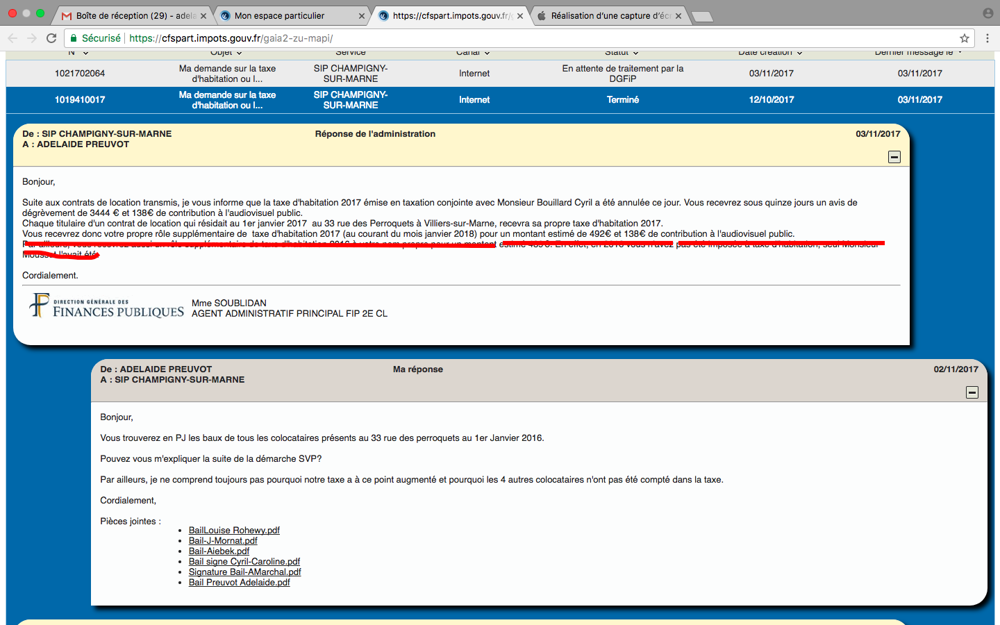 Boîte de réception (29) - adela
Mon espace particulier
https://cfspart.impots.gouv.fr/g
Réalisation d'une capture d'écr
Sécurisé
https://cfspart.impots.gouv.fr/gaia2-zu-mapi/
N° Objet Service Canal Statut Date création Dernier message le
1021702064 Ma demande sur la taxe d'habitation ou l... SIP CHAMPIGNY-SUR-MARNE Internet En attente de traitement par la DGFiP 03/11/2017 03/11/2017
1019410017 Ma demande sur la taxe d'habitation ou l... SIP CHAMPIGNY-SUR-MARNE Internet Terminé 12/10/2017 03/11/2017
De : SIP CHAMPIGNY-SUR-MARNE Réponse de l'administration 03/11/2017
A : ADELAIDE PREUVOT
Bonjour,
Suite aux contrats de location transmis, je vous informe que la taxe d'habitation 2017 émise en taxation conjointe avec Monsieur Bouillard Cyril a été annulée ce jour. Vous recevrez sous quinze jours un avis de
dégrèvement de 3444 € et 138€ de contribution à l'audiovisuel public.
Chaque titulaire d'un contrat de location qui résidait au 1er janvier 2017 au 33 rue des Perroquets à Villiers-sur-Marne, recevra sa propre taxe d'habitation 2017.
Vous recevrez donc votre propre rôle supplémentaire de taxe d'habitation 2017 (au courant du mois janvier 2018) pour un montant estimé de 492€ et 138€ de contribution à l'audiovisuel public.
Par ailleurs, vous recevrez aussi un rôle supplémentaire de taxe d'habitation 2016 à votre nom propre pour un montant estimé En effet, en 2016 vous n'avez pas été imposée à taxe d'habitation, seul Monsieur
l'avait été
Cordialement.
DIRECTION GÉNÉRALE DES
FINANCES PUBLIQUES
Mme SOUBLIDAN
AGENT ADMINISTRATIF PRINCIPAL FIP 2E CL
De : ADELAIDE PREUVOT Ma réponse 02/11/2017
A : SIP CHAMPIGNY-SUR-MARNE
Bonjour,
Vous trouverez en PJ les baux de tous les colocataires présents au 33 rue des perroquets au 1er Janvier 2016.
Pouvez vous m'expliquer la suite de la démarche SVP?
Par ailleurs, je ne comprend toujours pas pourquoi notre taxe a à ce point augmenté et pourquoi les 4 autres colocataires n'ont pas été compté dans la taxe.
Cordialement,
Pièces jointes :
BailLouise Rohewy.pdf
Bail-J-Mornat.pdf
Bail-Aiebek.pdf
Bail signe Cyril-Caroline.pdf
Signature Bail-AMarchal.pdf
Bail Preuvot Adelaide.pdf